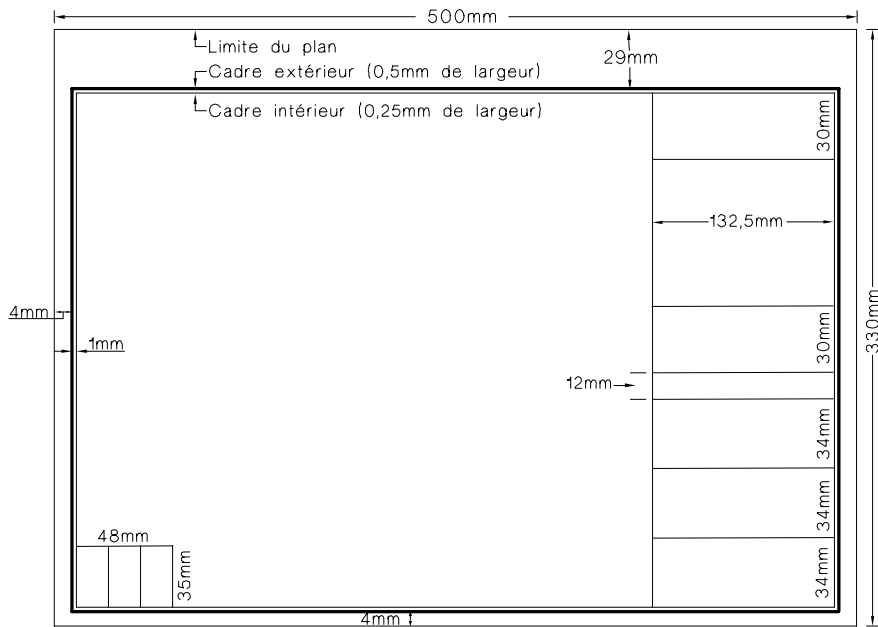 500mm
Limite du plan
29mm
Cadre extérieur (0,5mm de largeur)
Cadre intérieur (0,25mm de largeur)
30mm
132,5mm
4mm
330mm
1mm
30mm
12mm
34mm
34mm
48mm
35mm
34mm
4mm